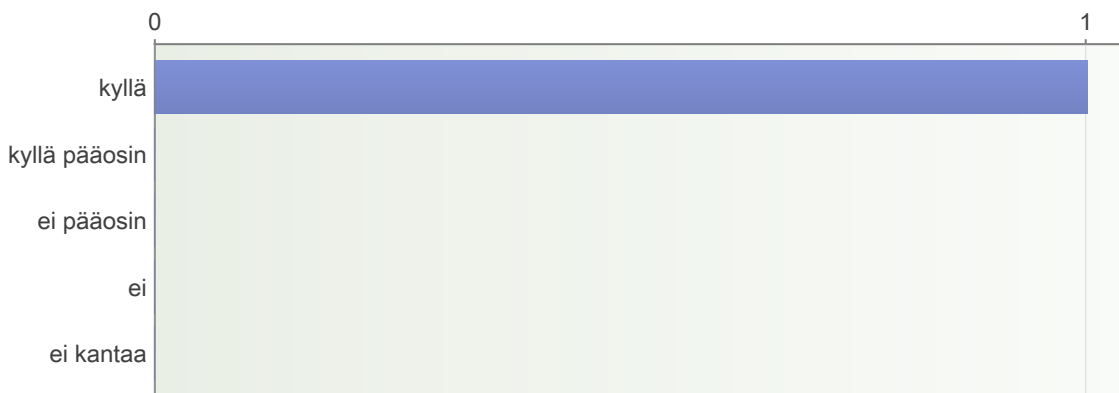 0 1
kyllä
kyllä pääosin
ei pääosin
ei
ei kantaa